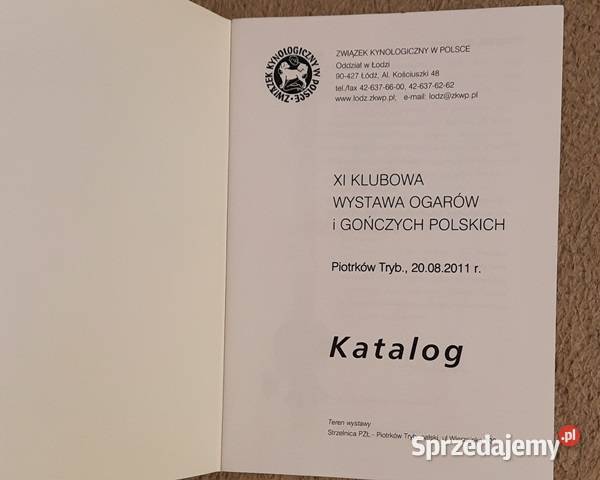 ZWIĄZEK KYNOLOGICZNY W POLSCE
ZWIĄZEK KYNOLOGICZNY W POLSCE
Oddział w Łodzi
90-427 Łódź, Al. Kościuszki 48
tel./fax 42-637-66-00, 42-637-62-62
www.lodz.zkwp.pl; e-mail: lodz@zkwp.pl
XI KLUBOWA
WYSTAWA OGARÓW
i GOŃCZYCH POLSKICH
Piotrków Tryb., 20.08.2011 r.
Katalog
Teren wystawy
Strzelnica PZŁ - Piotrków ul
Sprzedajemy.pl